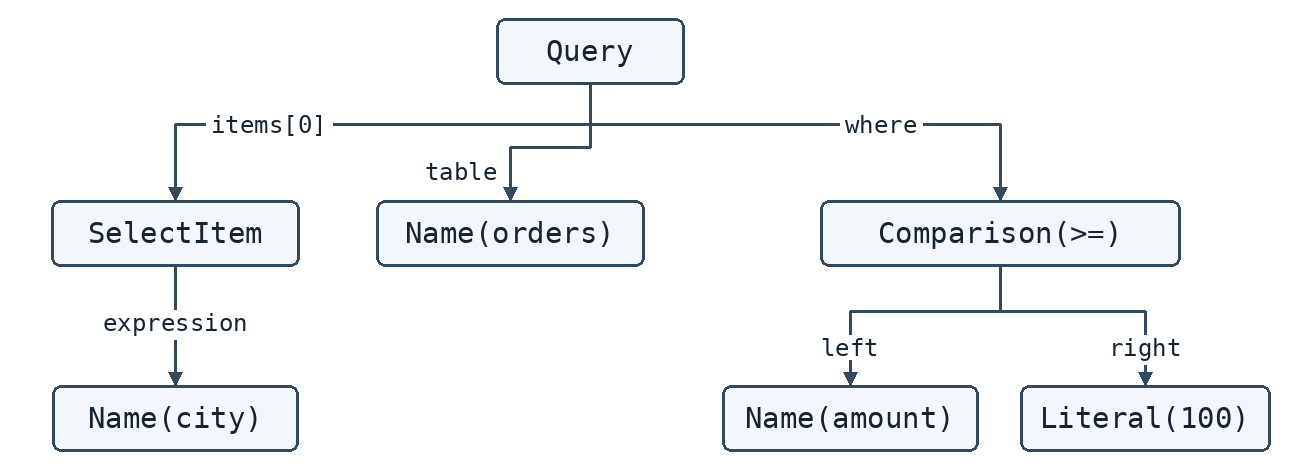 Query
items[0]
where
table
SelectItem
Name(orders)
Comparison(>=)
expression
left
right
Name(city)
Name(amount)
Literal(100)